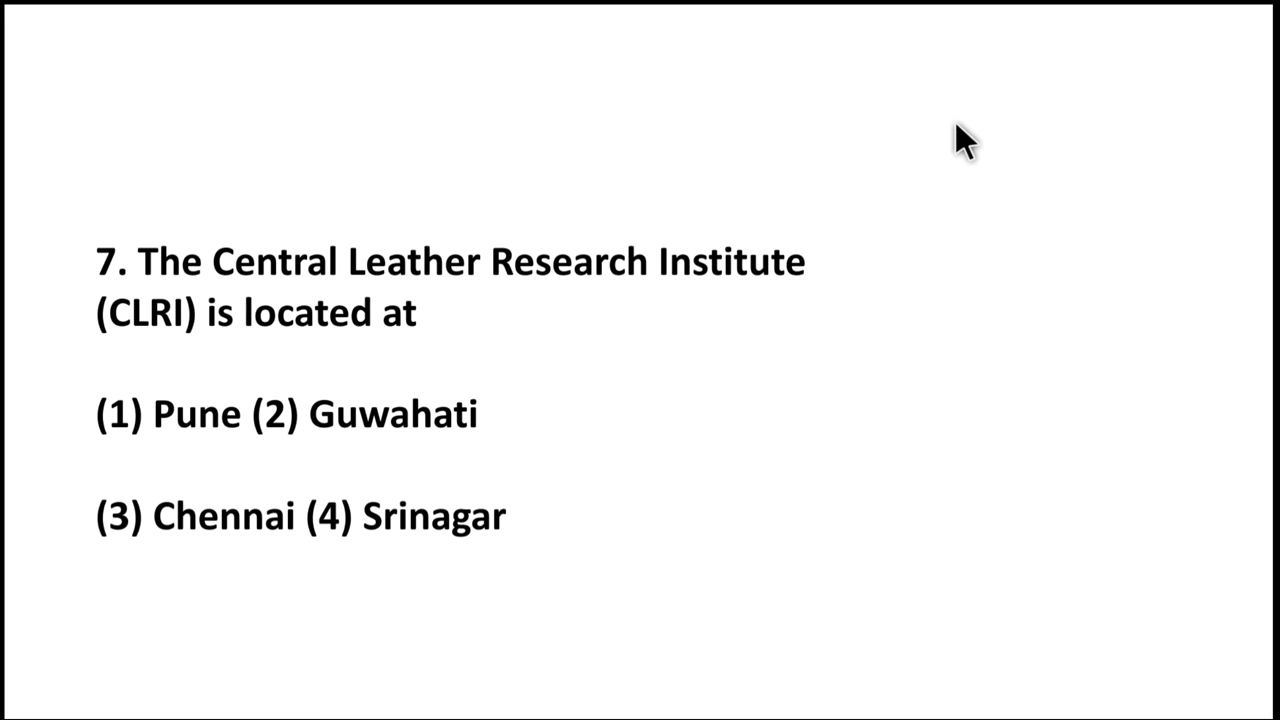 7. The Central Leather Research Institute
(CLRI) is located at
(1) Pune (2) Guwahati
(3) Chennai (4) Srinagar